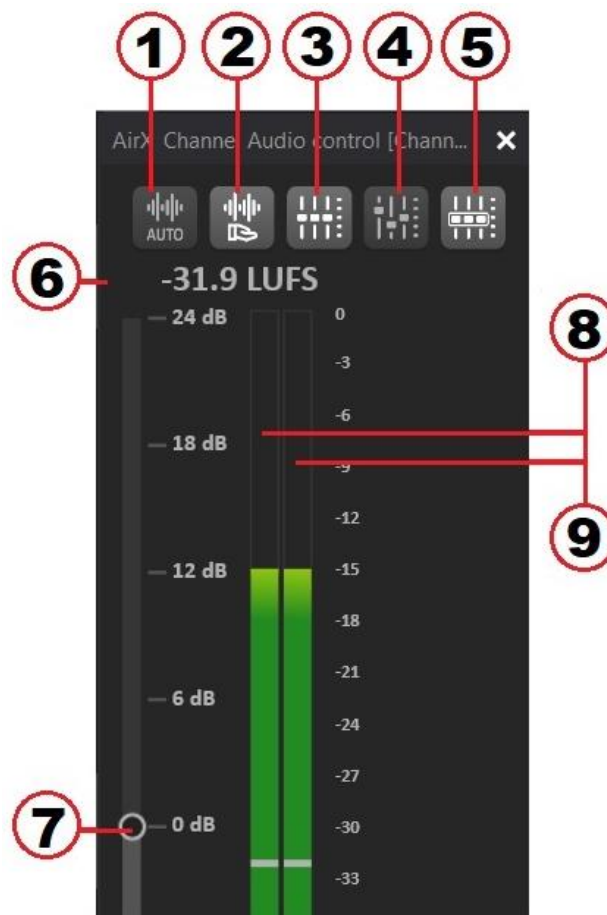 1 2 3 4 5
AirX Channel Audio control [Chann...
AUTO
6
-31.9 LUFS
24 dB
0
-3
8
-6
18 dB
-9
-12
9
12 dB
-15
-18
-21
6 dB
-24
-27
7
0 dB
-30
-33